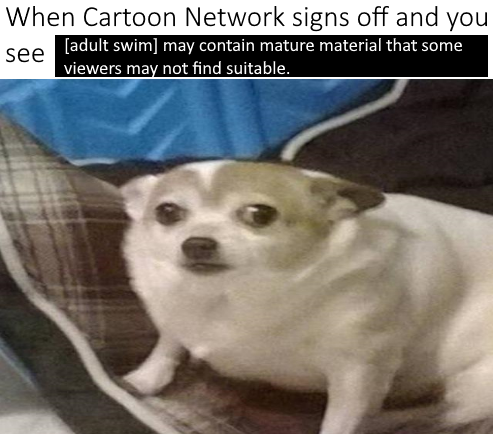 When Cartoon Network signs off and you
see [adult swim] may contain mature material that some
viewers may not find suitable.